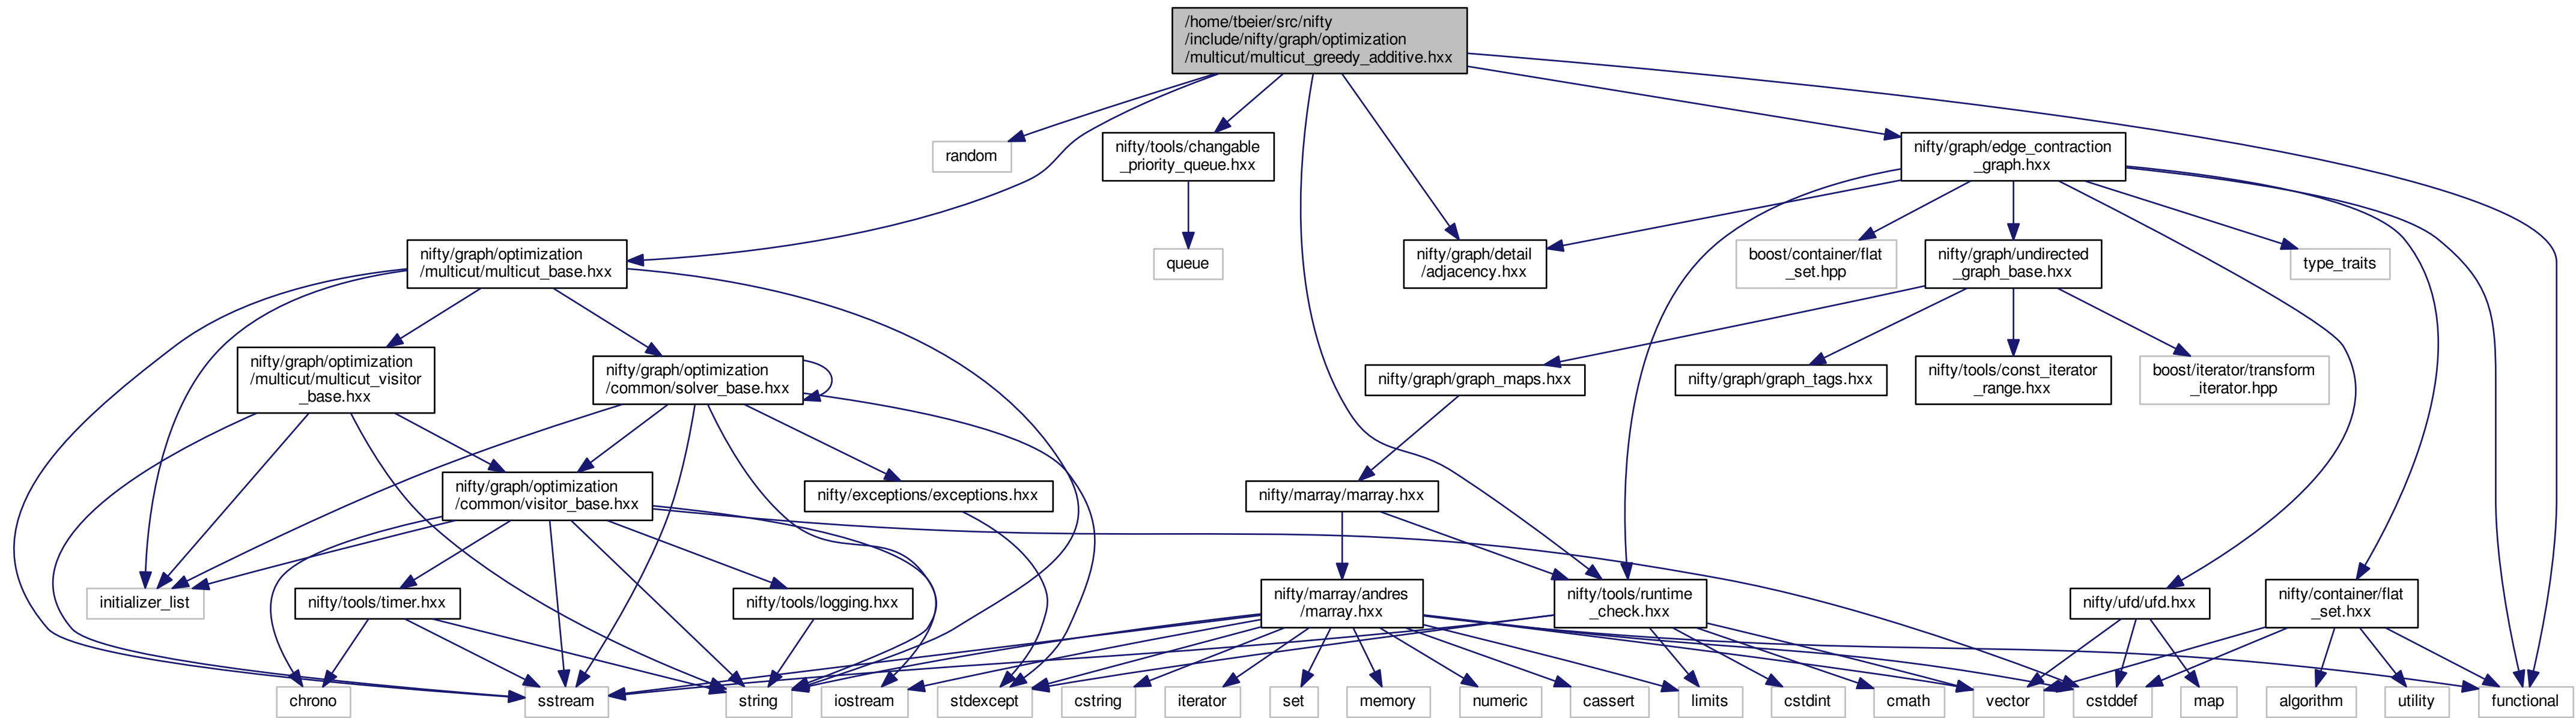 /home/tbeier/src/nifty
/include/nifty/graph/optimization
/multicut/multicut_greedy_additive.hxx
random
nifty/tools/changable
_priority_queue.hxx
nifty/graph/edge_contraction
_graph.hxx
nifty/graph/optimization
/multicut/multicut_base.hxx
queue
nifty/graph/detail
/adjacency.hxx
boost/container/flat
_set.hpp
nifty/graph/undirected
_graph_base.hxx
type_traits
nifty/graph/optimization
/multicut/multicut_visitor
_base.hxx
nifty/graph/optimization
/common/solver_base.hxx
nifty/graph/graph_maps.hxx
nifty/graph/graph_tags.hxx
nifty/tools/const_iterator
_range.hxx
boost/iterator/transform
_iterator.hpp
nifty/graph/optimization
/common/visitor_base.hxx
nifty/exceptions/exceptions.hxx
nifty/marray/marray.hxx
initializer_list
nifty/tools/timer.hxx
nifty/tools/logging.hxx
nifty/marray/andres
/marray.hxx
nifty/tools/runtime
_check.hxx
nifty/ufd/ufd.hxx
nifty/container/flat
_set.hxx
chrono
sstream
string
iostream
stdexcept
cstring
iterator
set
memory
numeric
cassert
limits
cstdint
cmath
vector
cstddef
map
algorithm
utility
functional